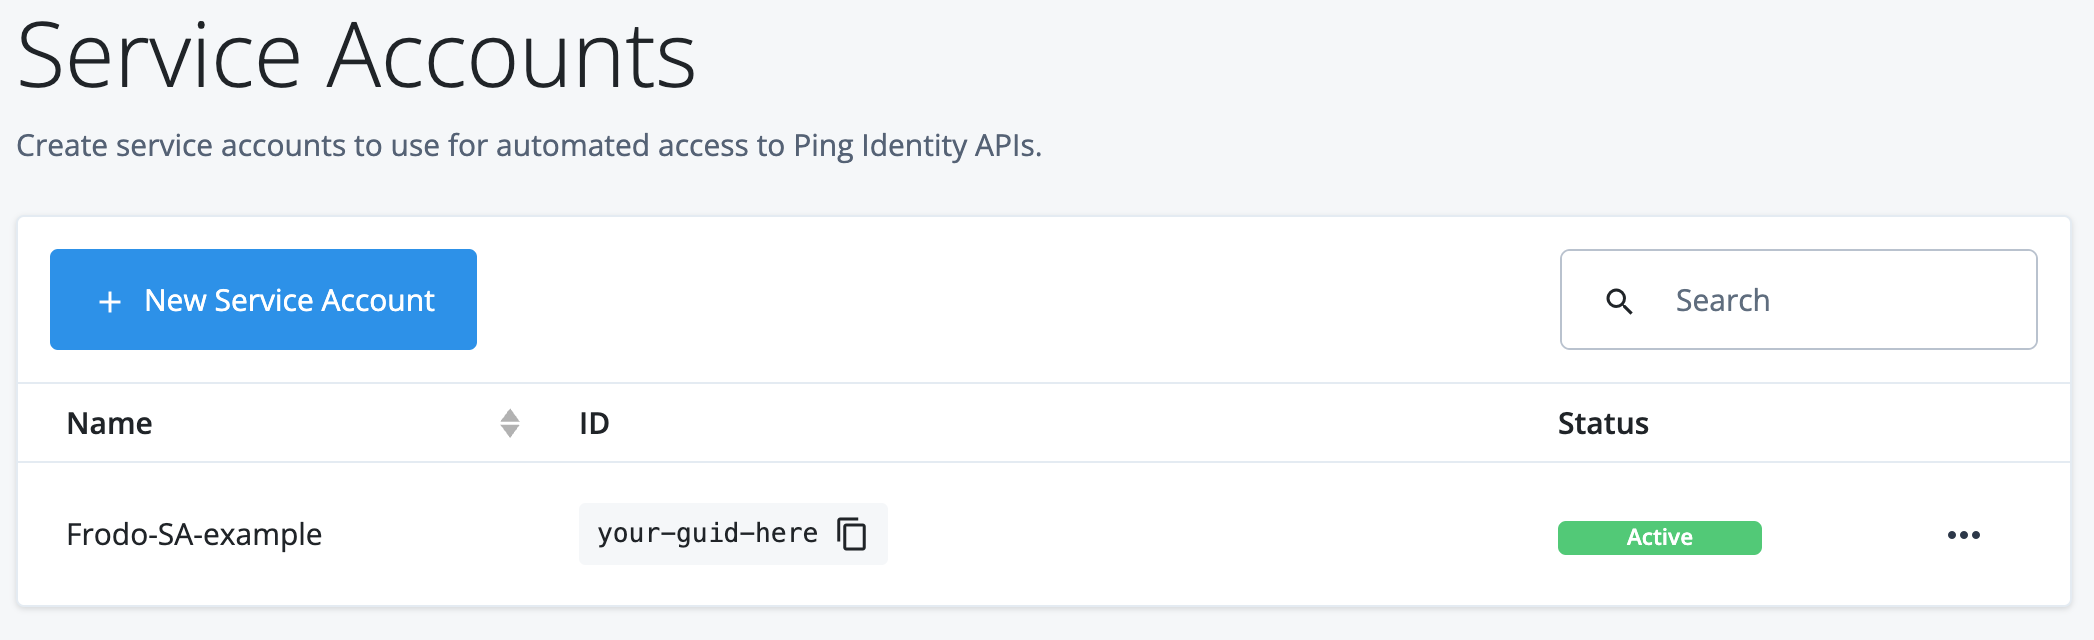 Service Accounts
Create service accounts to use for automated access to Ping Identity APIs.
+ New Service Account
Search
Name ID Status
Frodo-SA-example your-guid-here Active